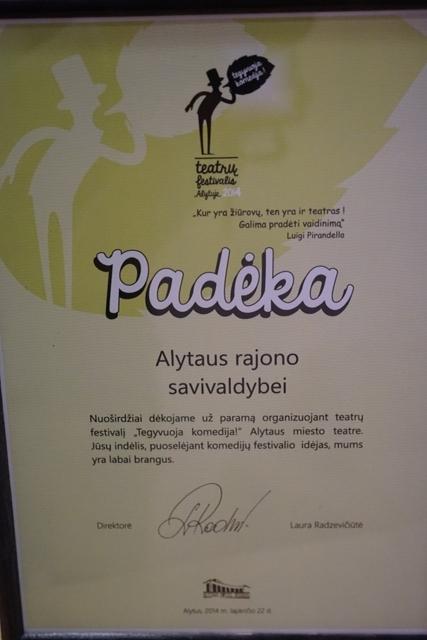 tegyvuoja
komedija!
teatrų
festivalis
Alytuje 2014
„Kur yra žiūrovų, ten yra ir teatras !
Galima pradėti vaidinimą"
Luigi Pirandello
Padėka
Alytaus rajono
savivaldybei
Nuoširdžiai dėkojame už paramą organizuojant teatrų
festivalį „Tegyvuoja komedija!" Alytaus miesto teatre.
Jūsų indėlis, puoselėjant komedijų festivalio idėjas, mums
yra labai brangus.
Direktorė
Laura Radzevičiūtė
Alytus, 2014 m. lapkričio 22 d.